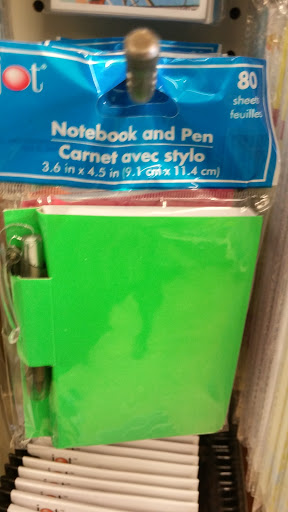 jot
80
sheets
feuilles
Notebook and Pen
Carnet avec stylo
3.6 in x 4.5 in (9.1 cm x 11.4 cm)